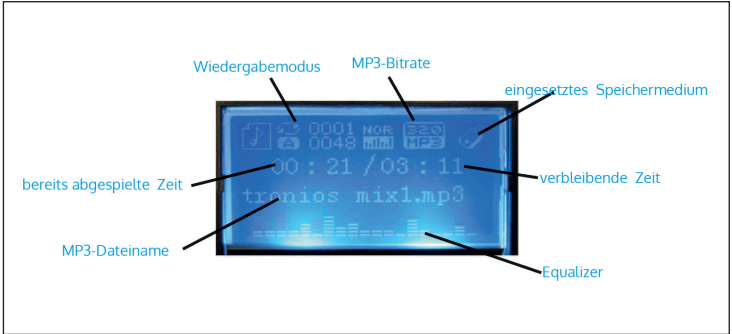 Wiedergabemodus
MP3-Bitrate
eingesetztes Speichermedium
0001 NOR 320
A 0048 MP3
00 : 21 / 03 : 11
bereits abgespielte Zeit
verbleibende Zeit
tronios mix1.mp3
MP3-Dateiname
Equalizer